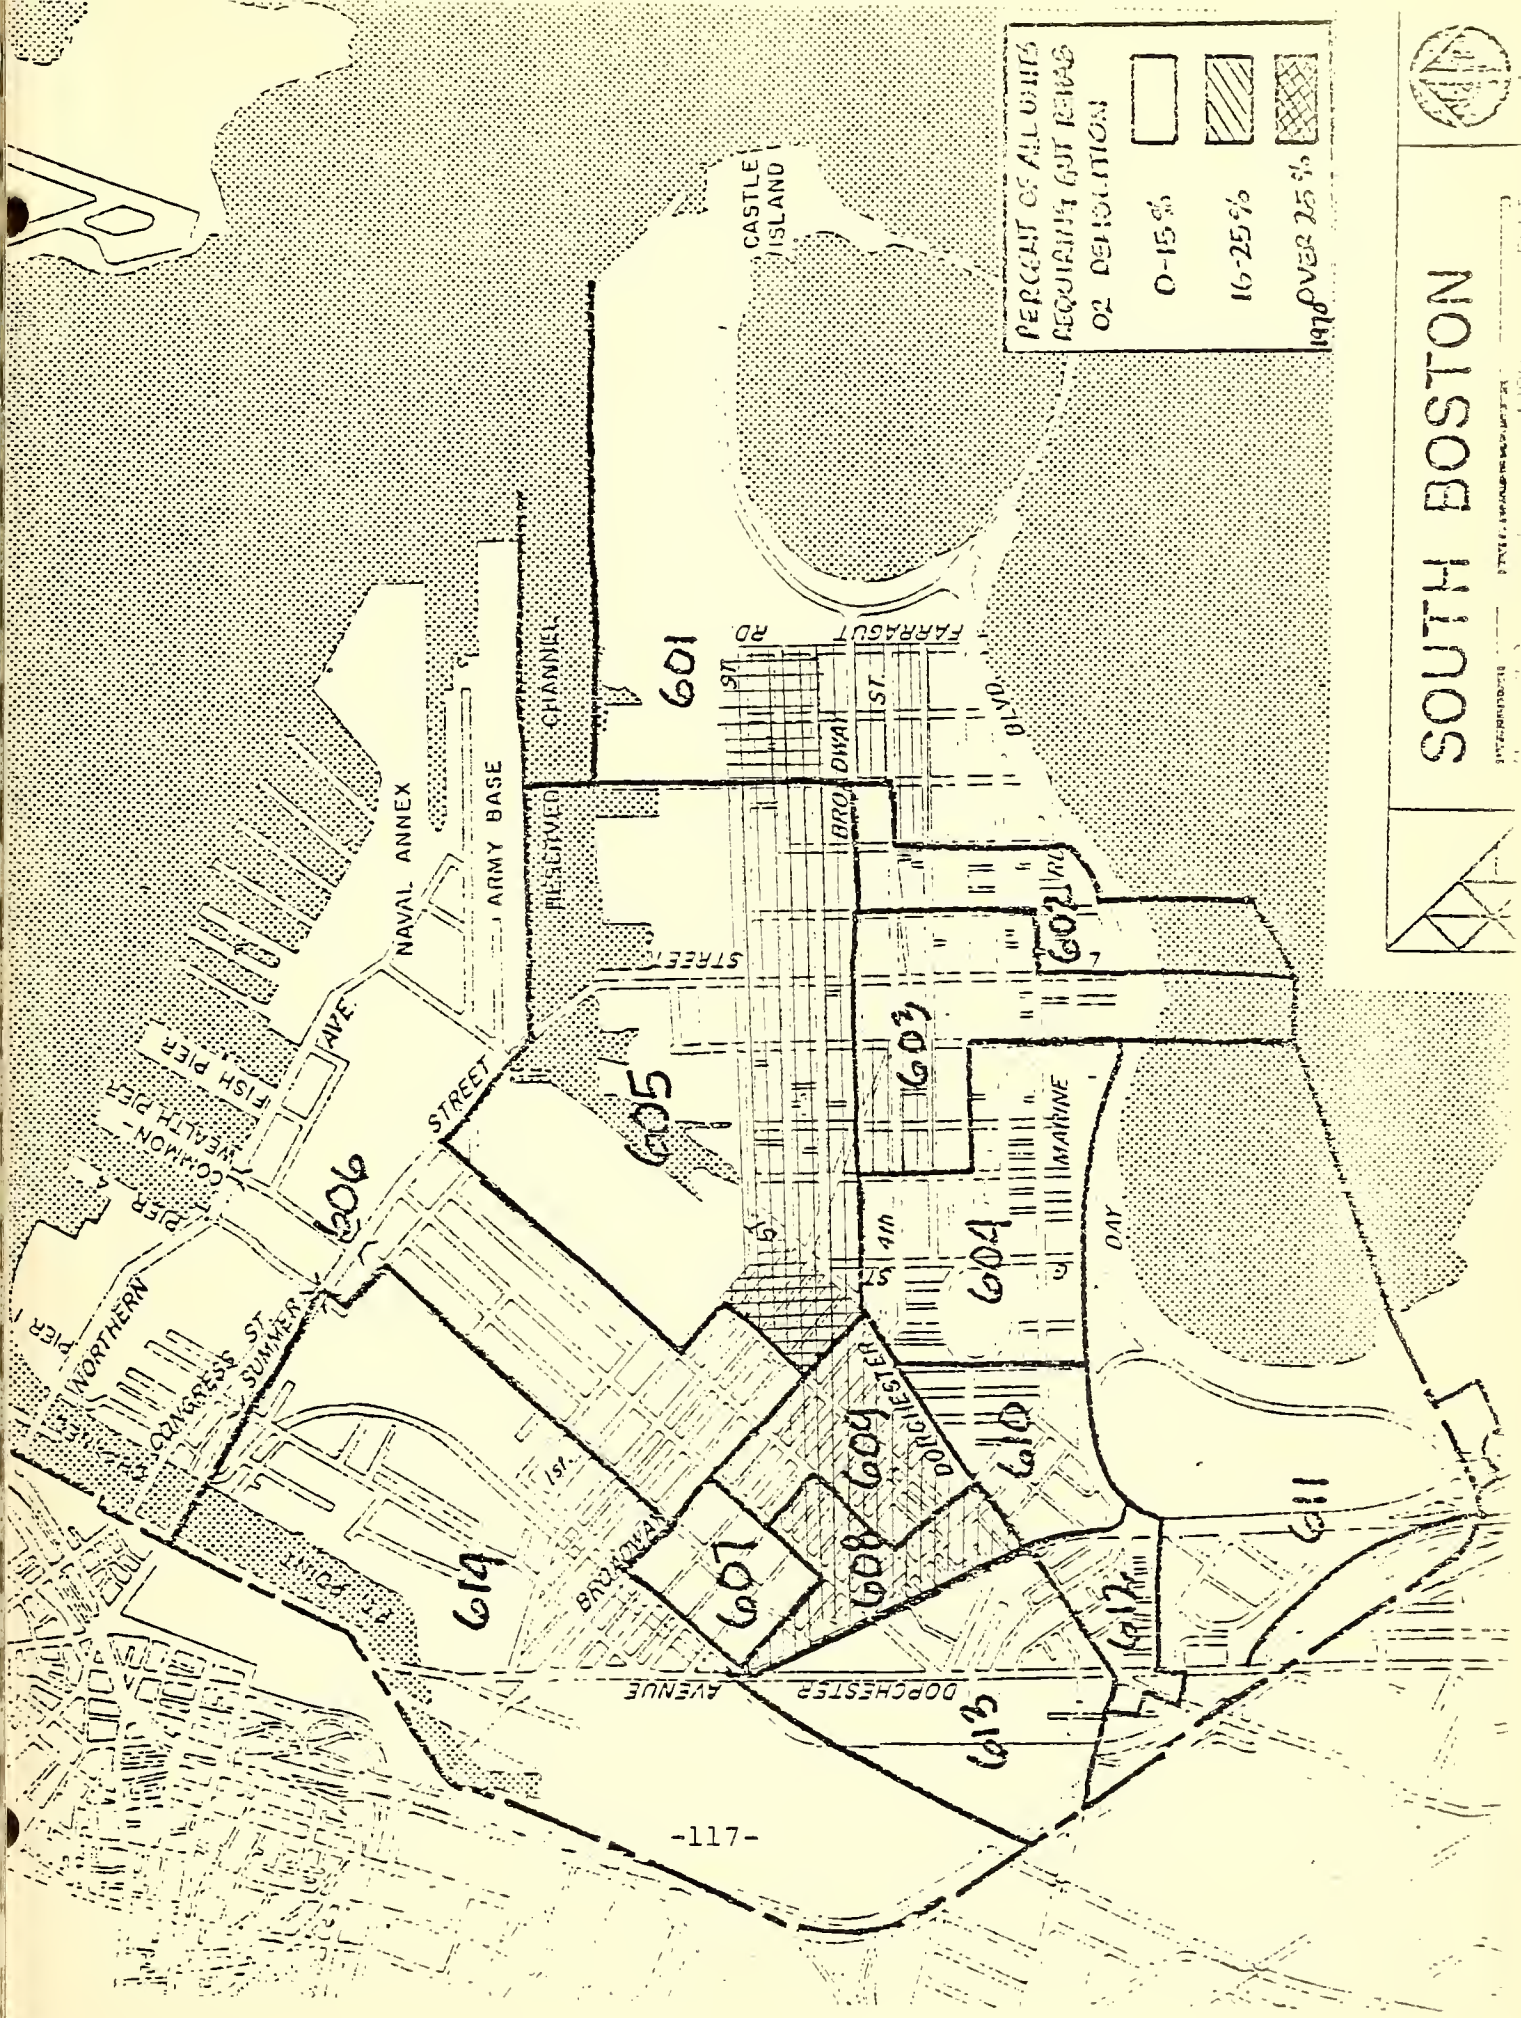 SOUTH BOSTON
PERCENT OF ALL UNITS
REQUIRING GUT REHAB
OR DEMOLITION
0-15%
16-25%
OVER 25%
1970
CASTLE
ISLAND
NAVAL ANNEX
ARMY BASE
RESERVED CHANNEL
FISH PIER
COMMON-
WEALTH PIER
PIER 4
PIER
NORTHERN
AVE.
CONGRESS ST
SUMMER
STREET
STREET
PT
POINT
1st.
BROADWAY
BROADWAY
DORCHESTER
AVENUE
DORCHESTER
4th
ST.
ST
FARRAGUT
RD
BLVD.
MARINE
DAY
601
602
603
604
605
606
607
608
609
610
611
612
613
614
-117-